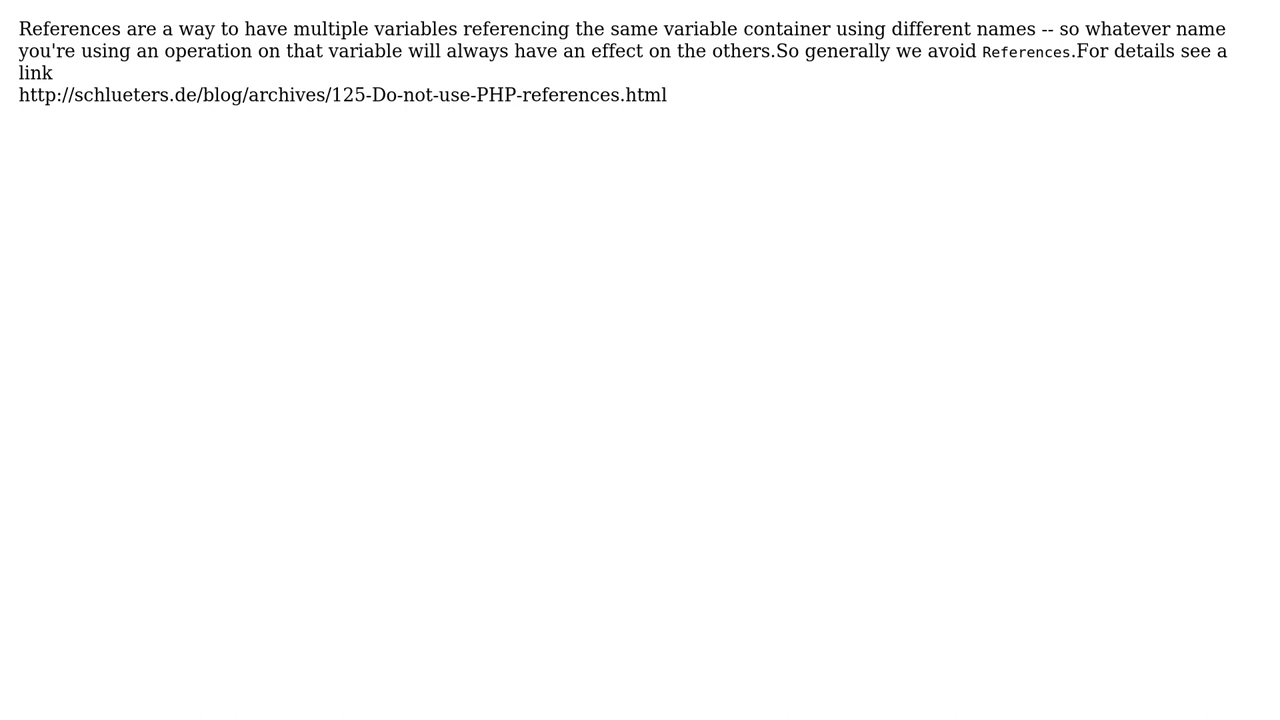 References are a way to have multiple variables referencing the same variable container using different names -- so whatever name
you're using an operation on that variable will always have an effect on the others.So generally we avoid References.For details see a
link
http://schlueters.de/blog/archives/125-Do-not-use-PHP-references.html